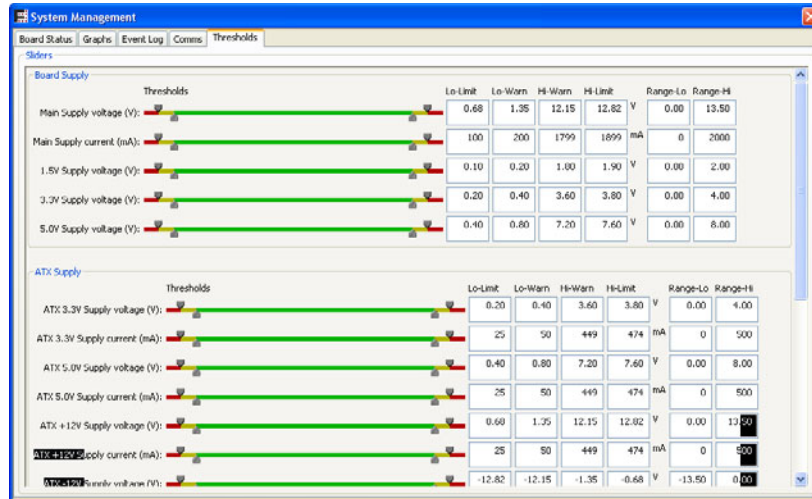 System Management
Board Status Graphs Event Log Comms Thresholds
Sliders
Board Supply
Thresholds Lo-Limit Lo-Warn Hi-Warn Hi-Limit Range-Lo Range-Hi
Main Supply voltage (V): 0.68 1.35 12.15 12.82 V 0.00 13.50
Main Supply current (mA): 100 200 1799 1899 mA 0 2000
1.5V Supply voltage (V): 0.10 0.20 1.80 1.90 V 0.00 2.00
3.3V Supply voltage (V): 0.20 0.40 3.60 3.80 V 0.00 4.00
5.0V Supply voltage (V): 0.40 0.80 7.20 7.60 V 0.00 8.00
ATX Supply
Thresholds Lo-Limit Lo-Warn Hi-Warn Hi-Limit Range-Lo Range-Hi
ATX 3.3V Supply voltage (V): 0.20 0.40 3.60 3.80 V 0.00 4.00
ATX 3.3V Supply current (mA): 25 50 449 474 mA 0 500
ATX 5.0V Supply voltage (V): 0.40 0.80 7.20 7.60 V 0.00 8.00
ATX 5.0V Supply current (mA): 25 50 449 474 mA 0 500
ATX +12V Supply voltage (V): 0.68 1.35 12.15 12.82 V 0.00 13.50
ATX +12V Supply current (mA): 25 50 449 474 mA 0 500
ATX -12V Supply voltage (V): -12.82 -12.15 -1.35 -0.68 V -13.50 0.00